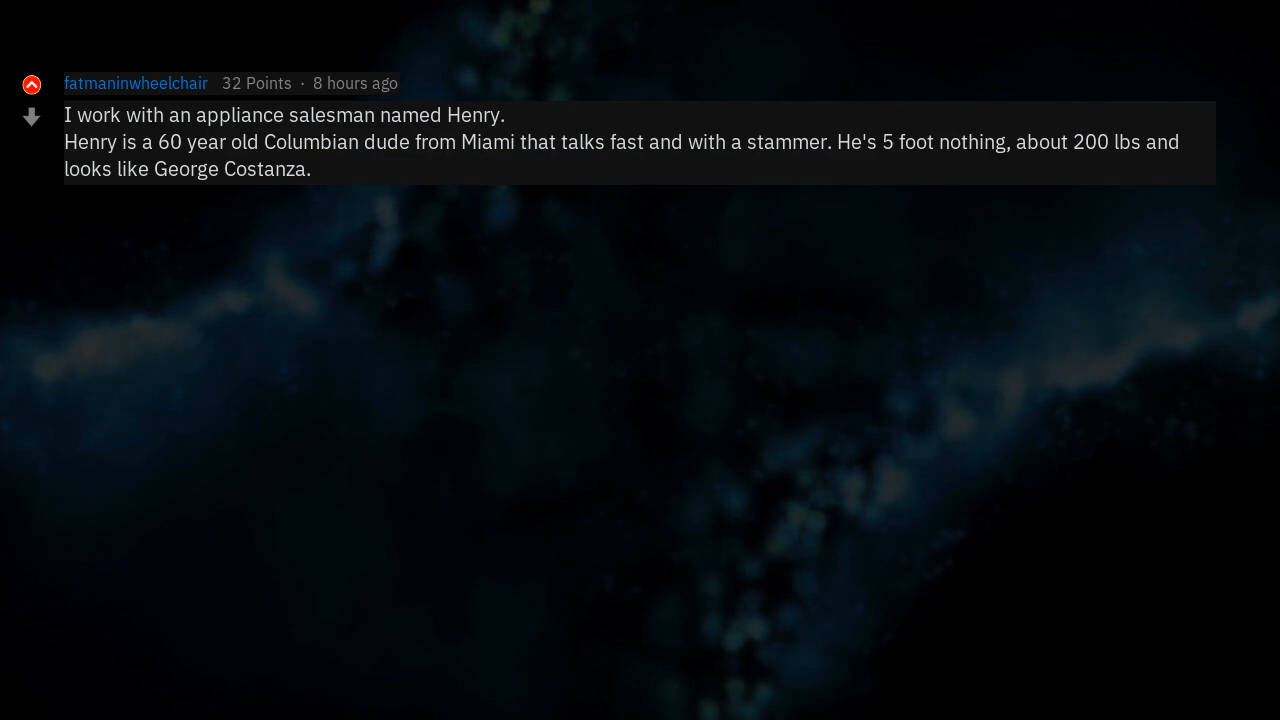 fatmaninwheelchair 32 Points · 8 hours ago
I work with an appliance salesman named Henry.
Henry is a 60 year old Columbian dude from Miami that talks fast and with a stammer. He's 5 foot nothing, about 200 lbs and
looks like George Costanza.